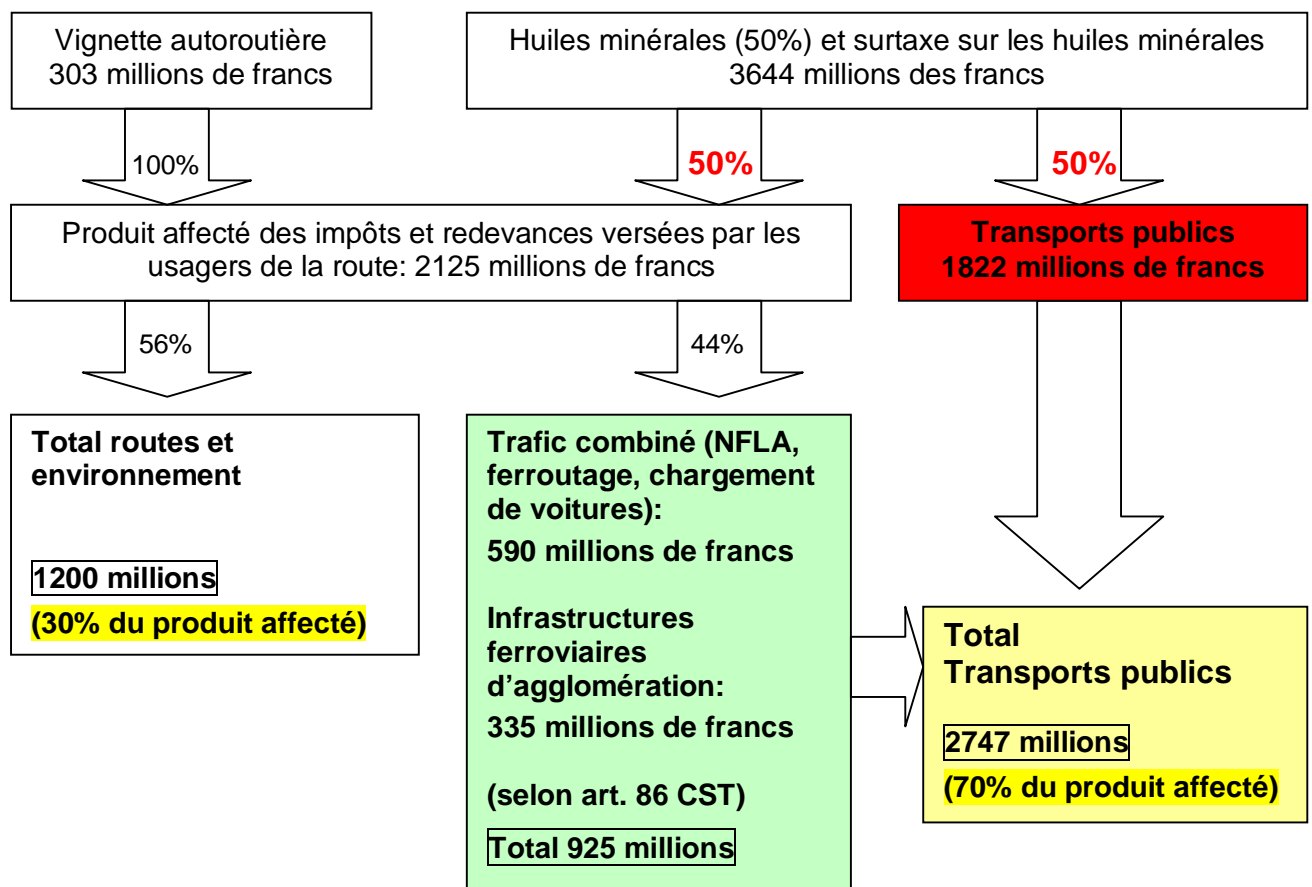 Vignette autoroutière
303 millions de francs
Huiles minérales (50%) et surtaxe sur les huiles minérales
3644 millions des francs
100%
50%
50%
Produit affecté des impôts et redevances versées par les
usagers de la route: 2125 millions de francs
Transports publics
1822 millions de francs
56%
44%
Total routes et
environnement
1200 millions
(30% du produit affecté)
Trafic combiné (NFLA,
ferroutage, chargement
de voitures):
590 millions de francs
Infrastructures
ferroviaires
d’agglomération:
335 millions de francs
(selon art. 86 CST)
Total 925 millions
Total
Transports publics
2747 millions
(70% du produit affecté)